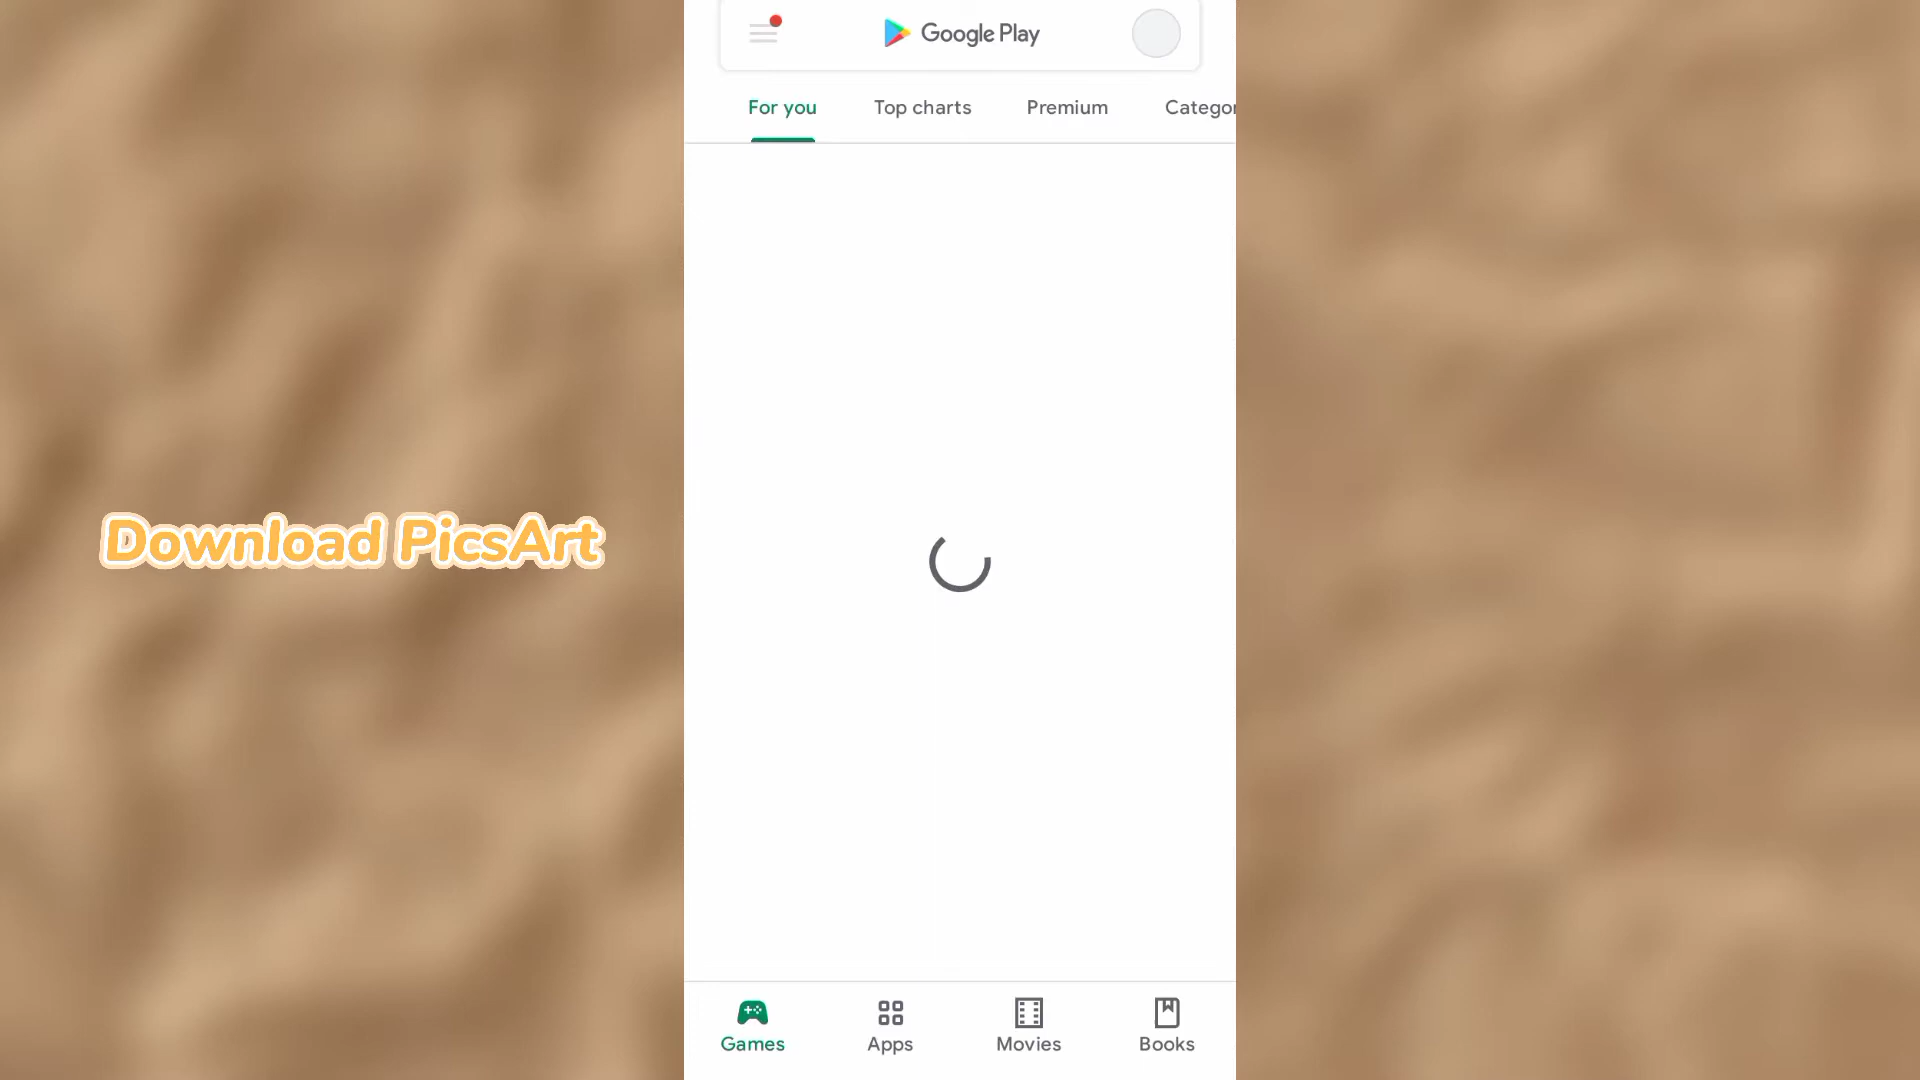 Google Play
For you
Top charts
Premium
Categor
Download PicsArt
Games
Apps
Movies
Books